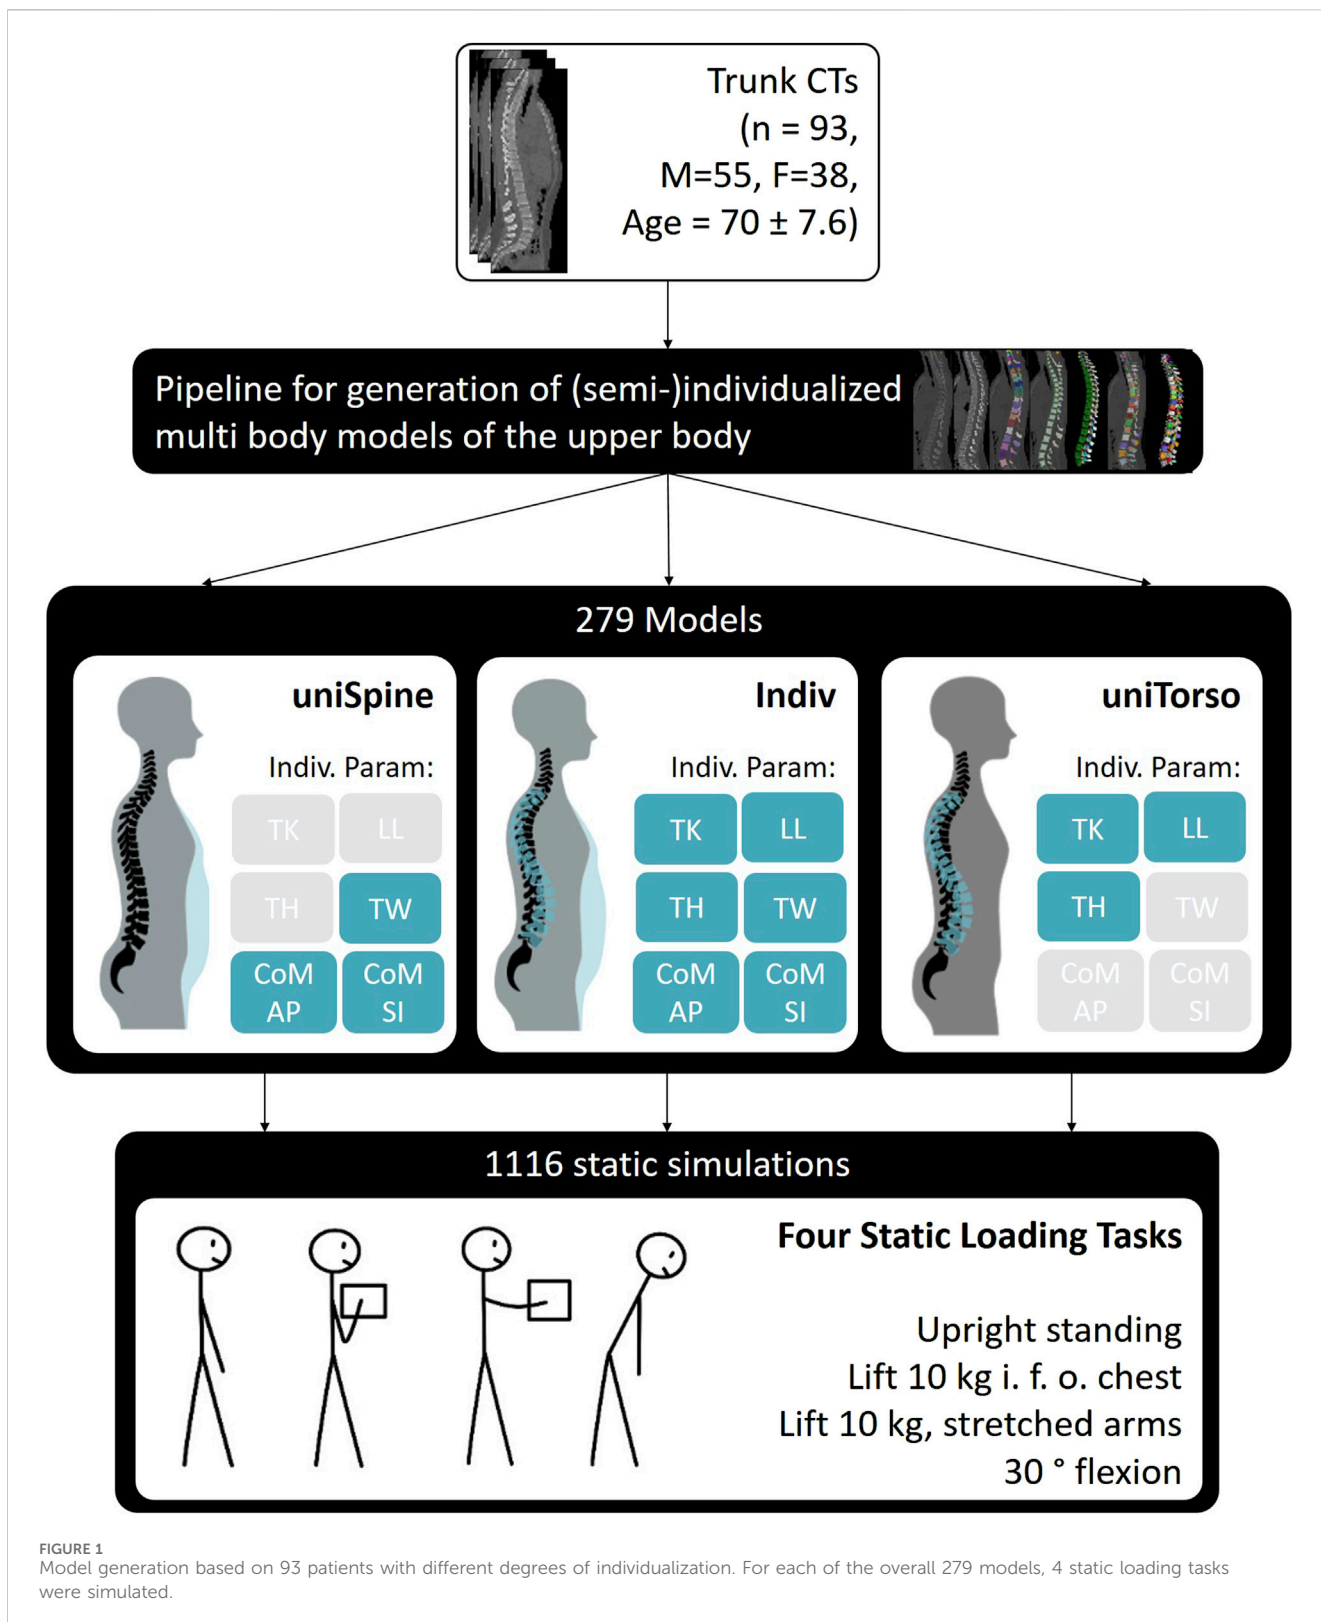 Trunk CTs
(n = 93,
M=55, F=38,
Age = 70 ± 7.6)
Pipeline for generation of (semi-)individualized
multi body models of the upper body
279 Models
uniSpine
Indiv. Param:
TK LL
TH TW
CoM AP CoM SI
Indiv
Indiv. Param:
TK LL
TH TW
CoM AP CoM SI
uniTorso
Indiv. Param:
TK LL
TH TW
CoM AP CoM SI
1116 static simulations
Four Static Loading Tasks
Upright standing
Lift 10 kg i. f. o. chest
Lift 10 kg, stretched arms
30 ° flexion
FIGURE 1
Model generation based on 93 patients with different degrees of individualization. For each of the overall 279 models, 4 static loading tasks
were simulated.